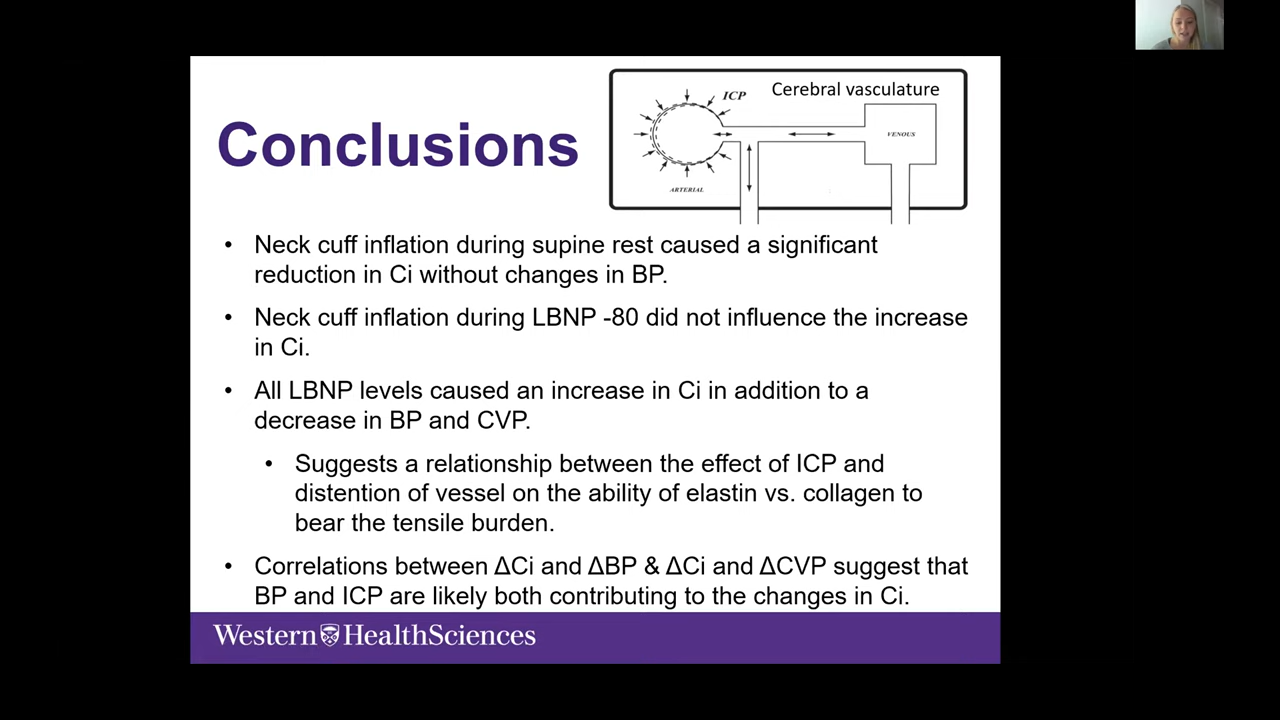 Cerebral vasculature
ICP
VENOUS
ARTERIAL
Conclusions
• Neck cuff inflation during supine rest caused a significant
reduction in Ci without changes in BP.
• Neck cuff inflation during LBNP -80 did not influence the increase
in Ci.
• All LBNP levels caused an increase in Ci in addition to a
decrease in BP and CVP.
• Suggests a relationship between the effect of ICP and
distention of vessel on the ability of elastin vs. collagen to
bear the tensile burden.
• Correlations between ΔCi and ΔBP & ΔCi and ΔCVP suggest that
BP and ICP are likely both contributing to the changes in Ci.
Western HealthSciences